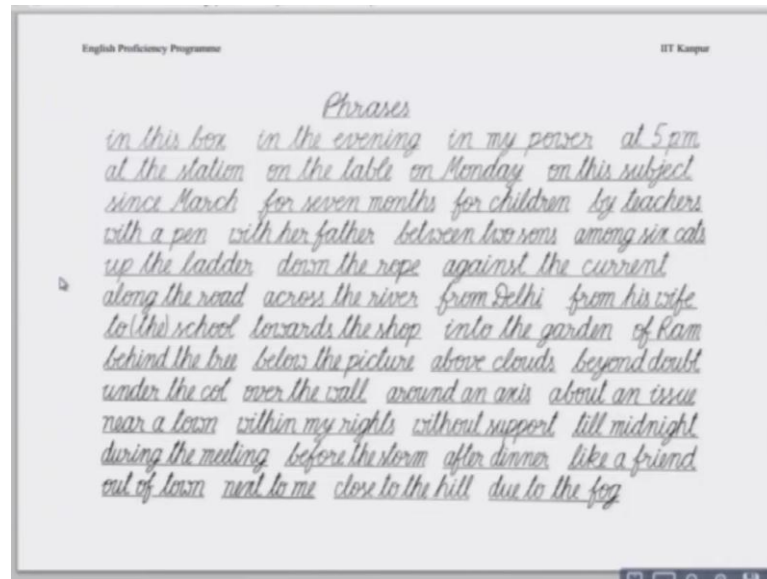 English Proficiency Programme IIT Kanpur
Phrases
in this box in the evening in my power at 5 pm
at the station on the table on Monday on this subject
since March for seven months for children by teachers
with a pen with her father between two sons among six cats
up the ladder down the rope against the current
along the road across the river from Delhi from his wife
to (the) school towards the shop into the garden of Ram
behind the tree below the picture above clouds beyond doubt
under the cot over the wall around an axis about an issue
near a town within my rights without support till midnight
during the meeting before the storm after dinner like a friend
out of town next to me close to the hill due to the fog